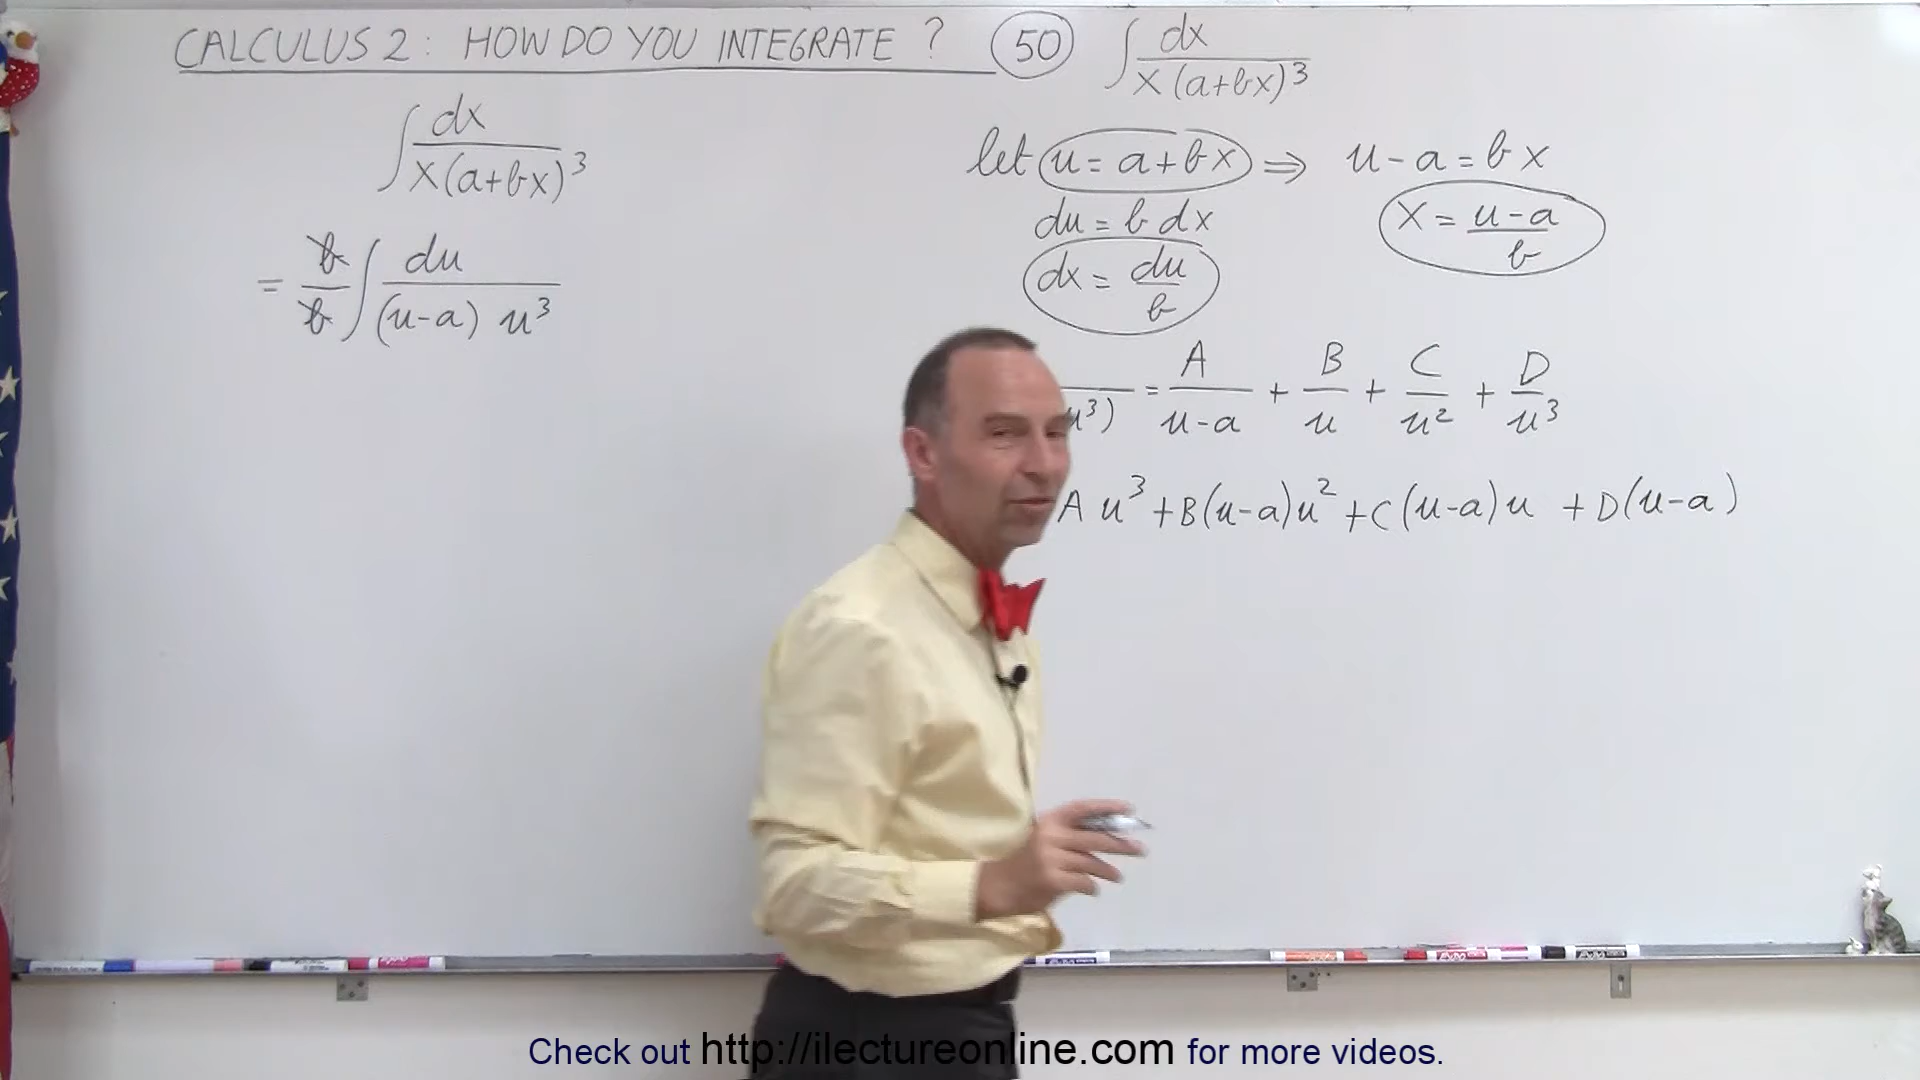 CALCULUS 2: HOW DO YOU INTEGRATE? 50 ∫ dx / x(a+bx)³
∫ dx / x(a+bx)³
= b/b ∫ du / (u-a) u³
let u = a+bx ⇒ u-a = bx
du = b dx
x = u-a / b
dx = du / b
u³) = A / u-a + B / u + C / u² + D / u³
A u³ + B(u-a)u² + C(u-a)u + D(u-a)
Check out http://ilectureonline.com for more videos.